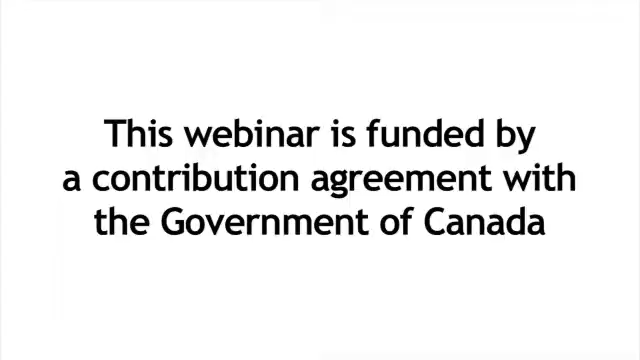 This webinar is funded by
a contribution agreement with
the Government of Canada